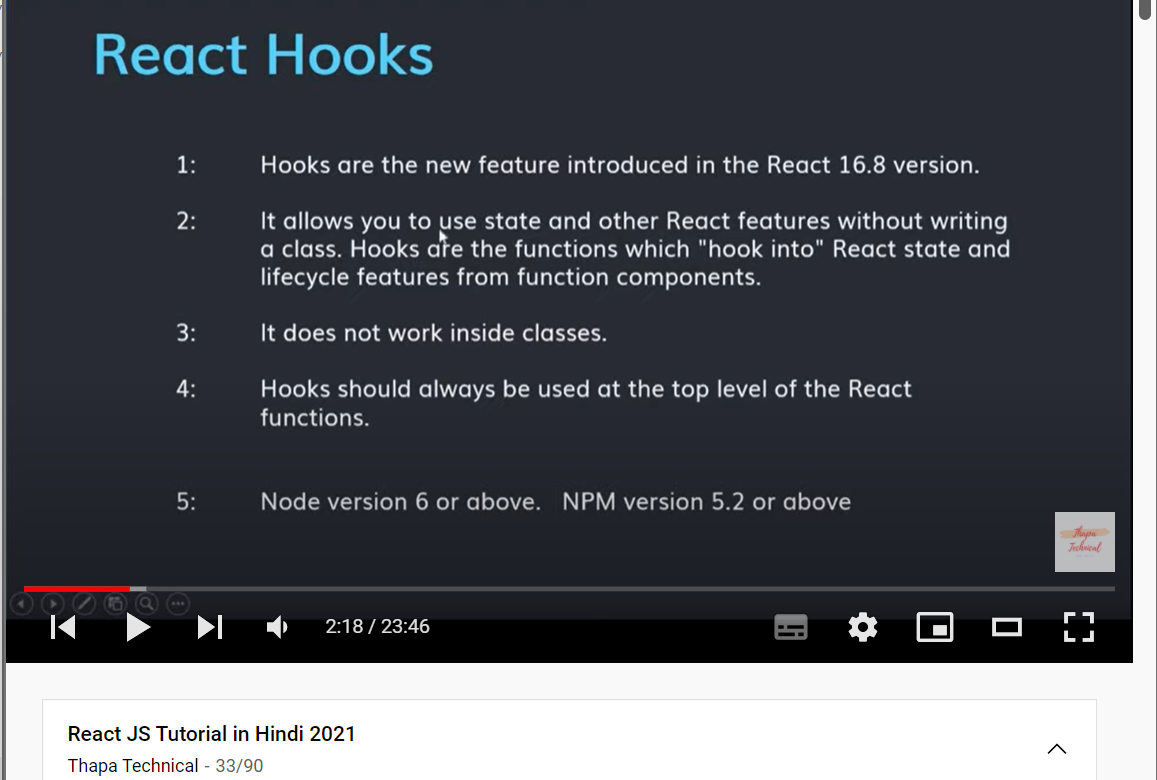 React Hooks
1: Hooks are the new feature introduced in the React 16.8 version.
2: It allows you to use state and other React features without writing
a class. Hooks are the functions which "hook into" React state and
lifecycle features from function components.
3: It does not work inside classes.
4: Hooks should always be used at the top level of the React
functions.
5: Node version 6 or above. NPM version 5.2 or above
Thapa
Technical
2:18 / 23:46
React JS Tutorial in Hindi 2021
Thapa Technical - 33/90